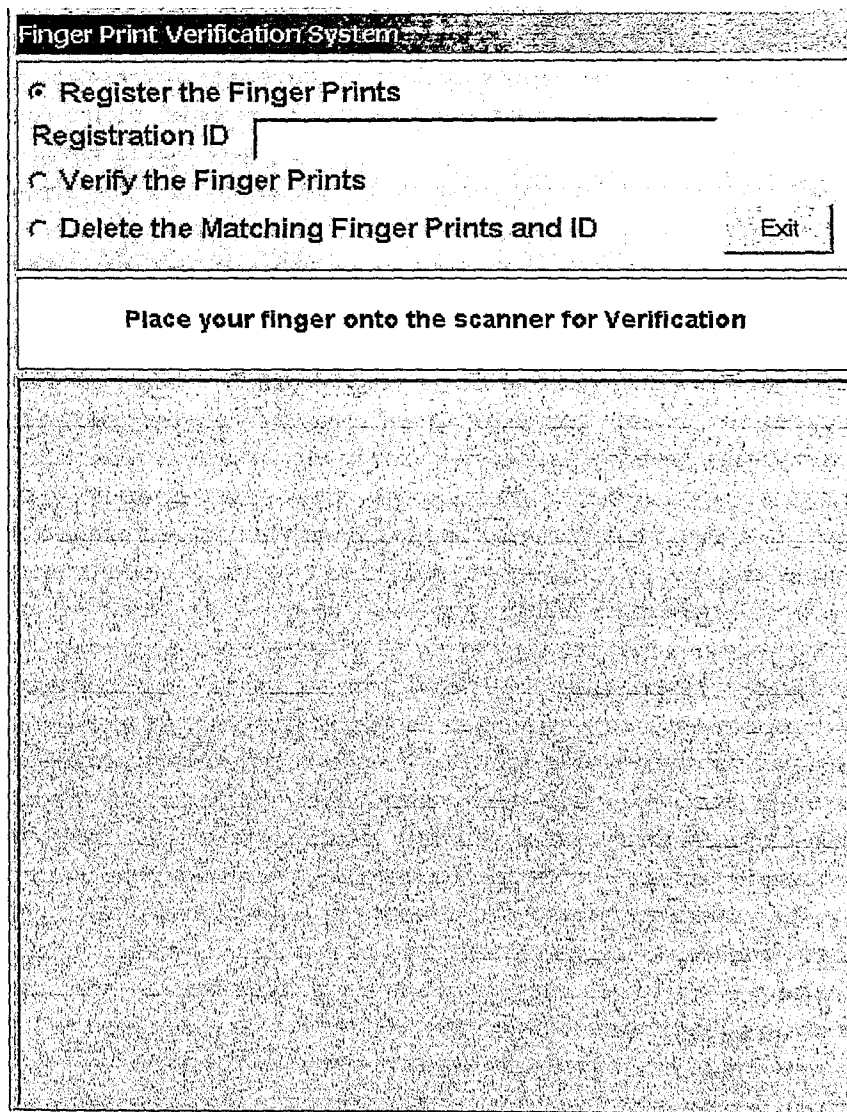 Finger Print Verification System
Register the Finger Prints
Registration ID
Verify the Finger Prints
Delete the Matching Finger Prints and ID
Exit
Place your finger onto the scanner for Verification